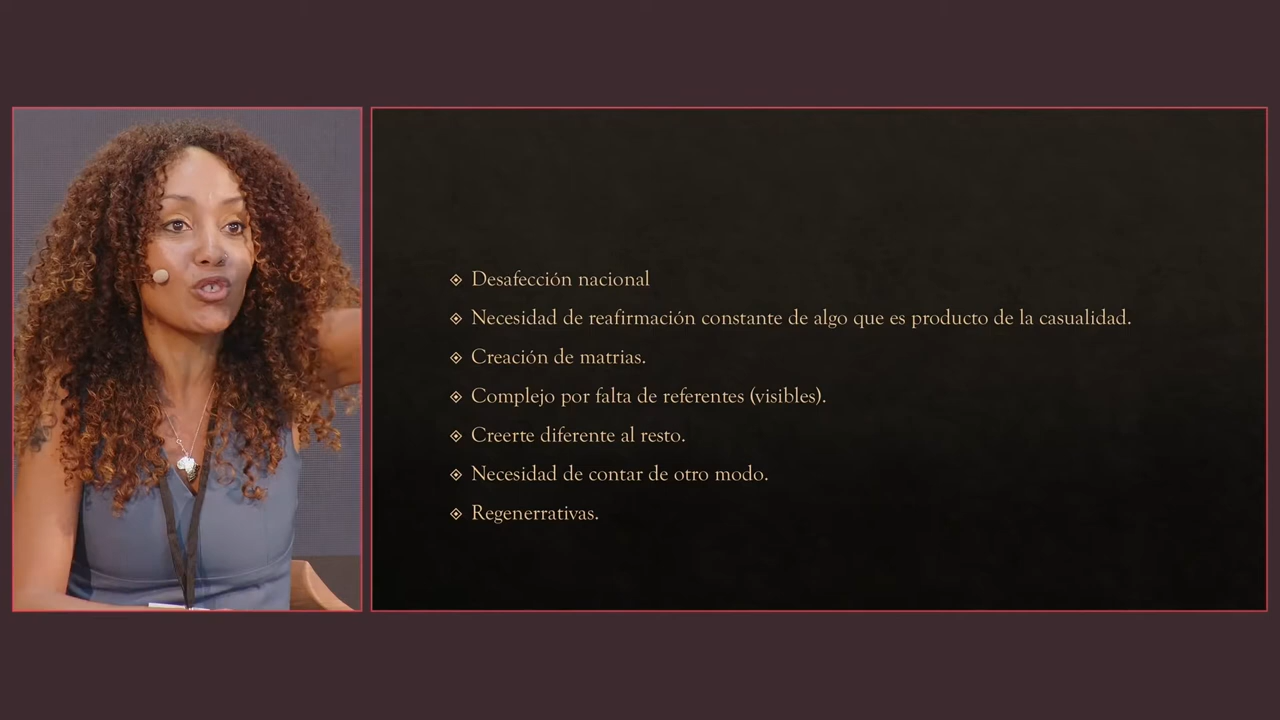 Desafección nacional
Necesidad de reafirmación constante de algo que es producto de la casualidad.
Creación de matrias.
Complejo por falta de referentes (visibles).
Creerte diferente al resto.
Necesidad de contar de otro modo.
Regenerrativas.